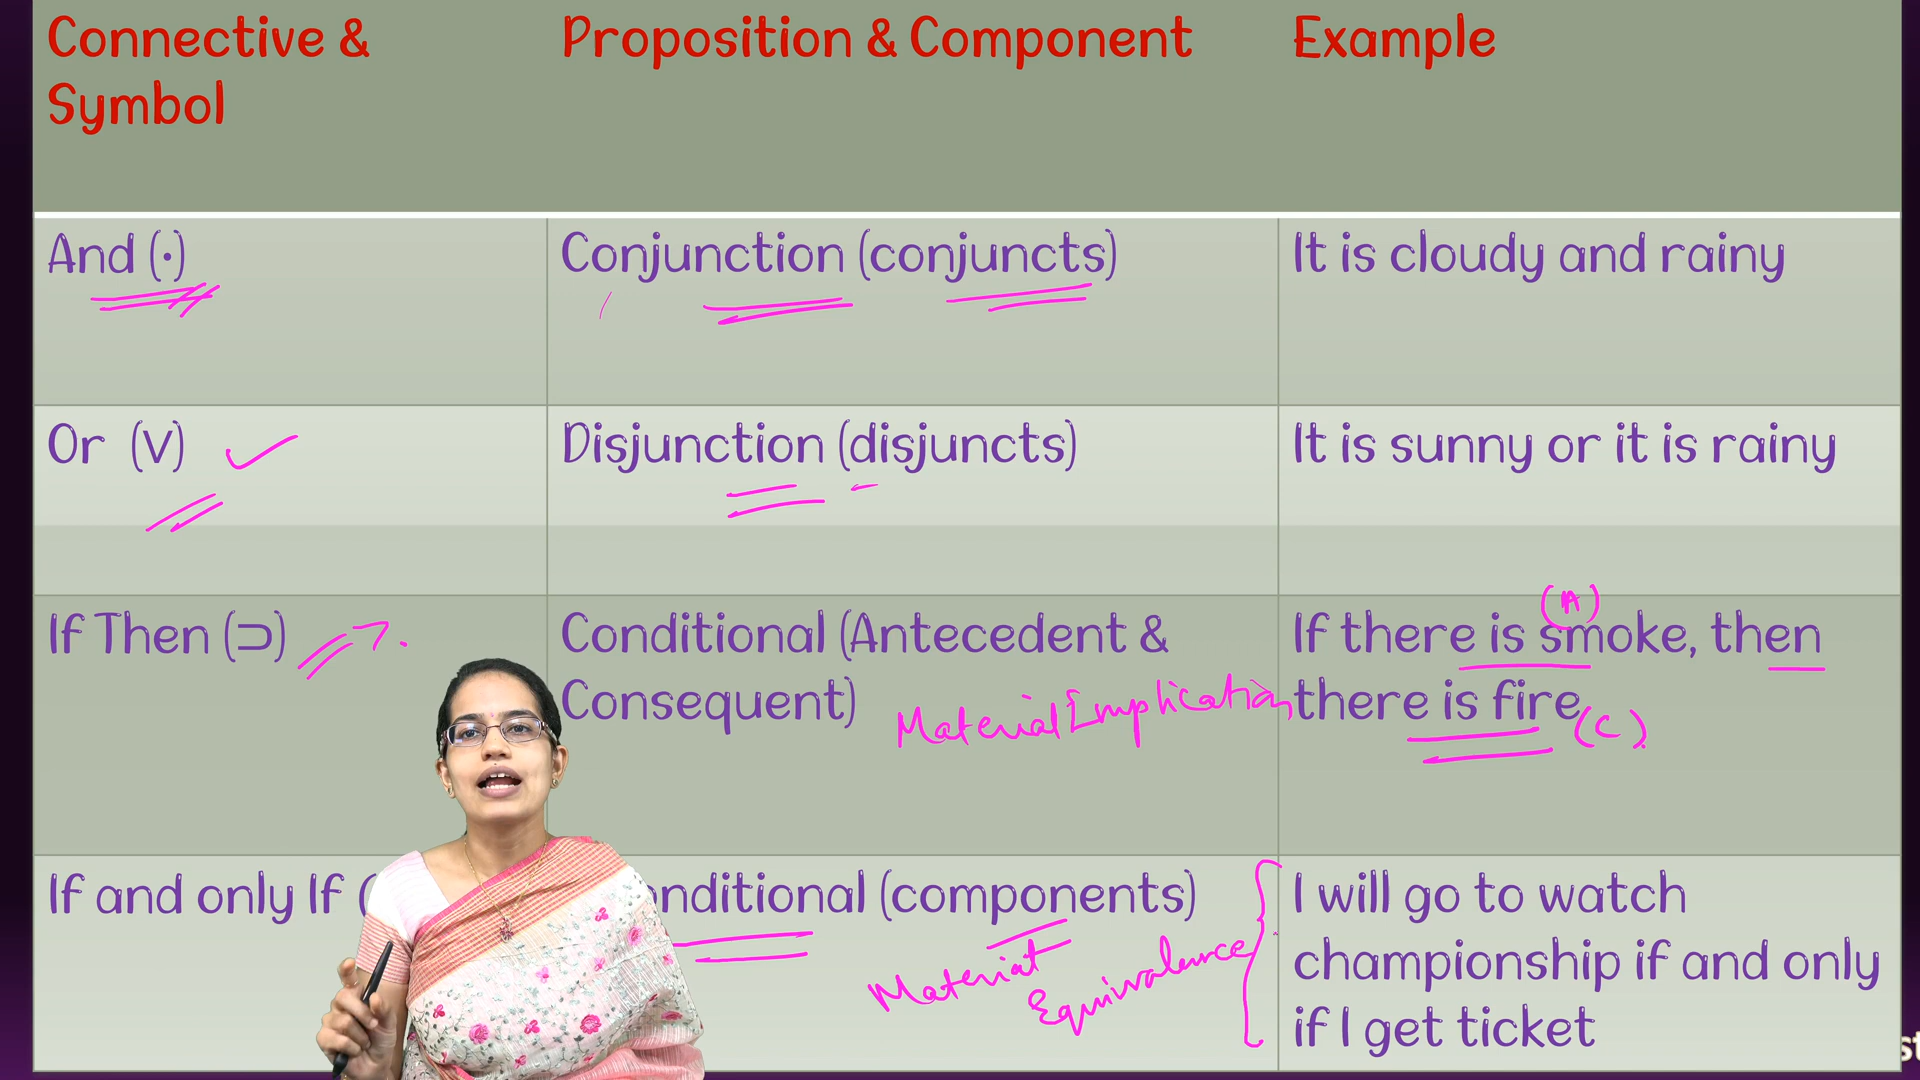 Connective &
Symbol
Proposition & Component
Example
And (·)
Conjunction (conjuncts)
It is cloudy and rainy
Or (V)
Disjunction (disjuncts)
It is sunny or it is rainy
If Then (⊃)
Conditional (Antecedent &
Consequent)
Material Implication
(A)
If there is smoke, then
there is fire
(C)
If and only If (
nditional (components)
Material
Equivalence
I will go to watch
championship if and only
if I get ticket
st